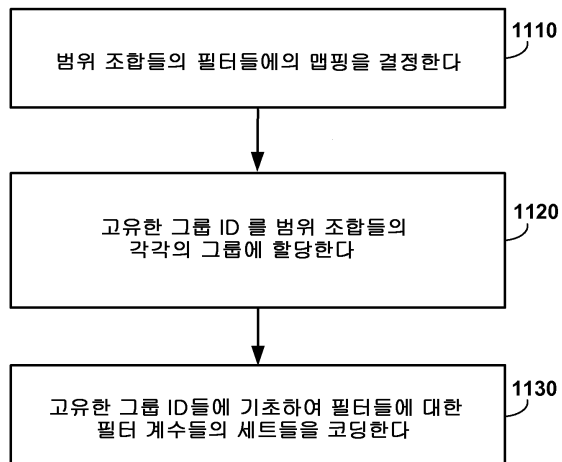 1110
범위 조합들의 필터들에의 맵핑을 결정한다
1120
고유한 그룹 ID 를 범위 조합들의
각각의 그룹에 할당한다
1130
고유한 그룹 ID들에 기초하여 필터들에 대한
필터 계수들의 세트들을 코딩한다